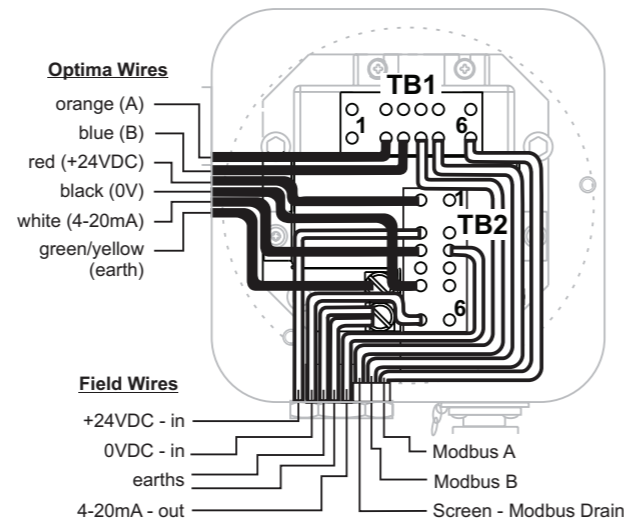 Optima Wires
orange (A)
blue (B)
red (+24VDC)
black (0V)
white (4-20mA)
green/yellow
(earth)
TB1
1
6
1
TB2
6
Field Wires
+24VDC - in
0VDC - in
earths
4-20mA - out
Modbus A
Modbus B
Screen - Modbus Drain